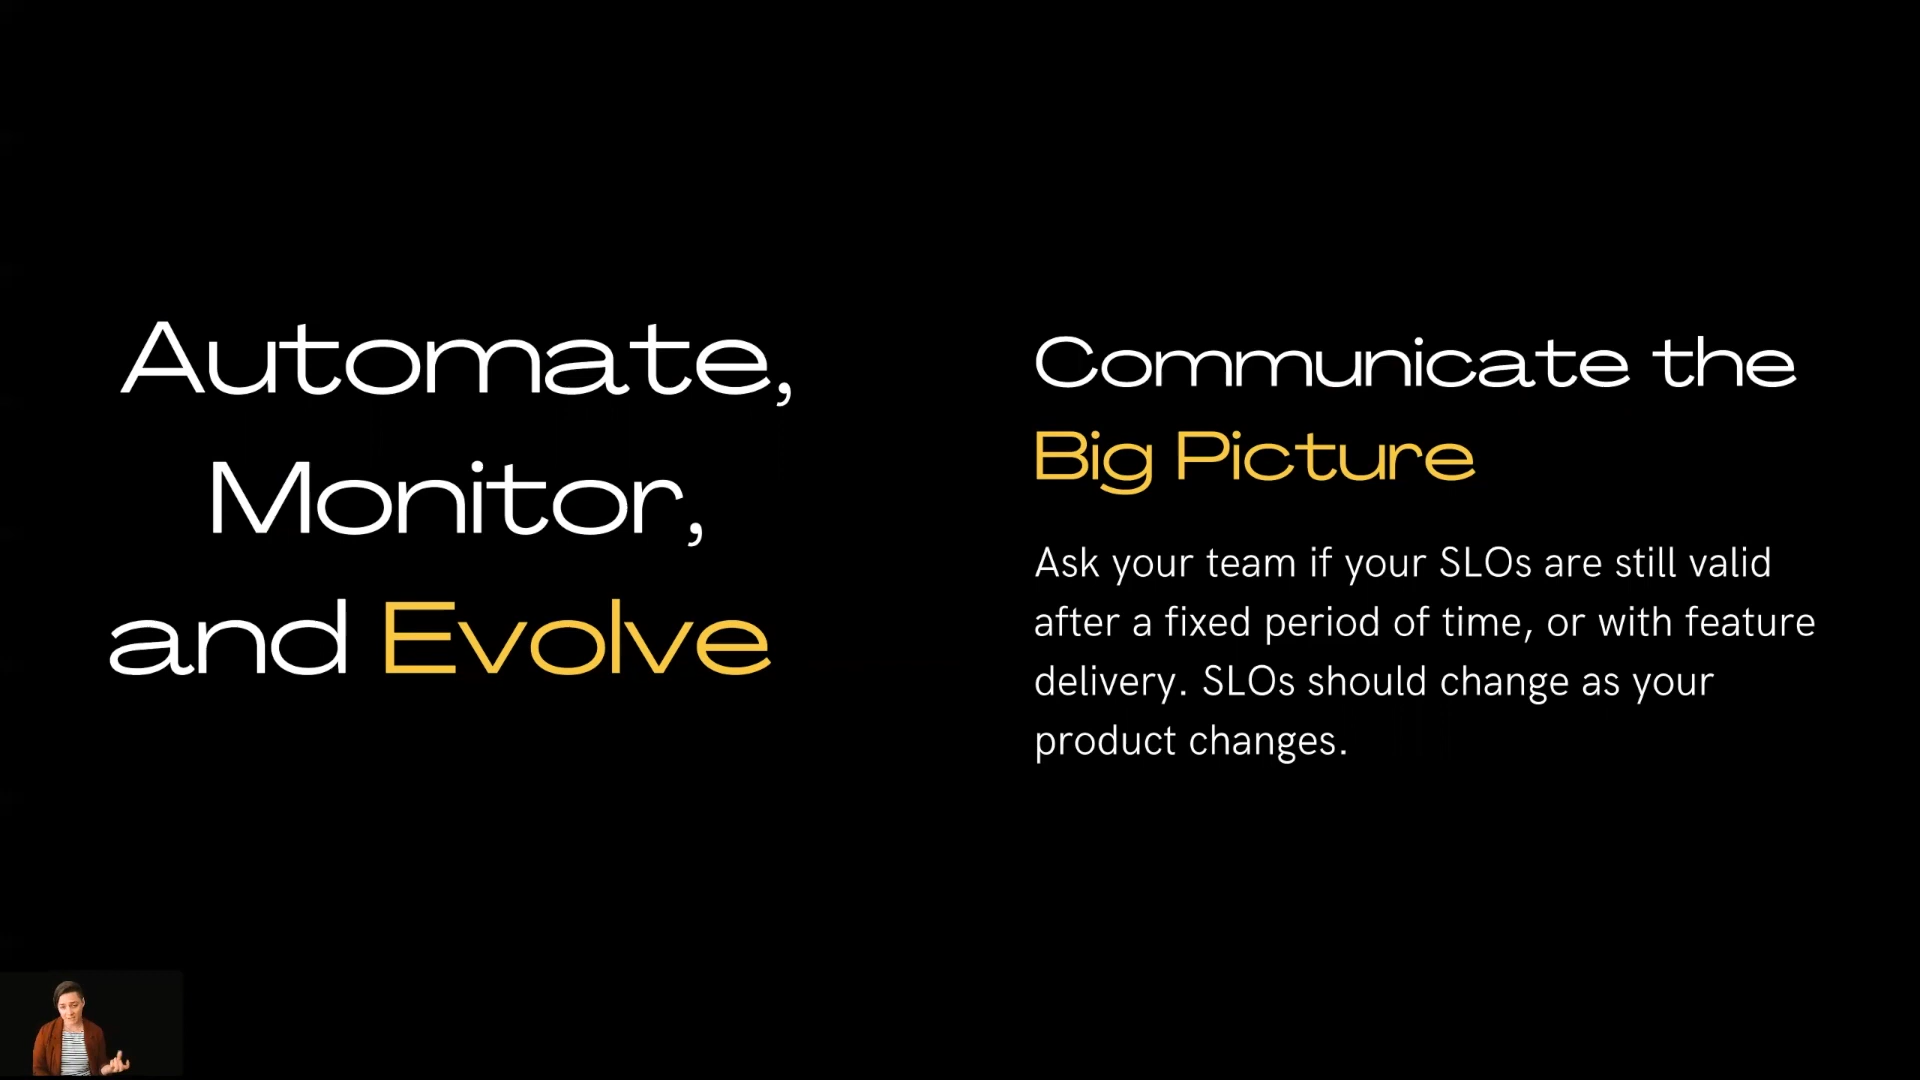 Automate,
Monitor,
and Evolve
Communicate the
Big Picture
Ask your team if your SLOs are still valid
after a fixed period of time, or with feature
delivery. SLOs should change as your
product changes.